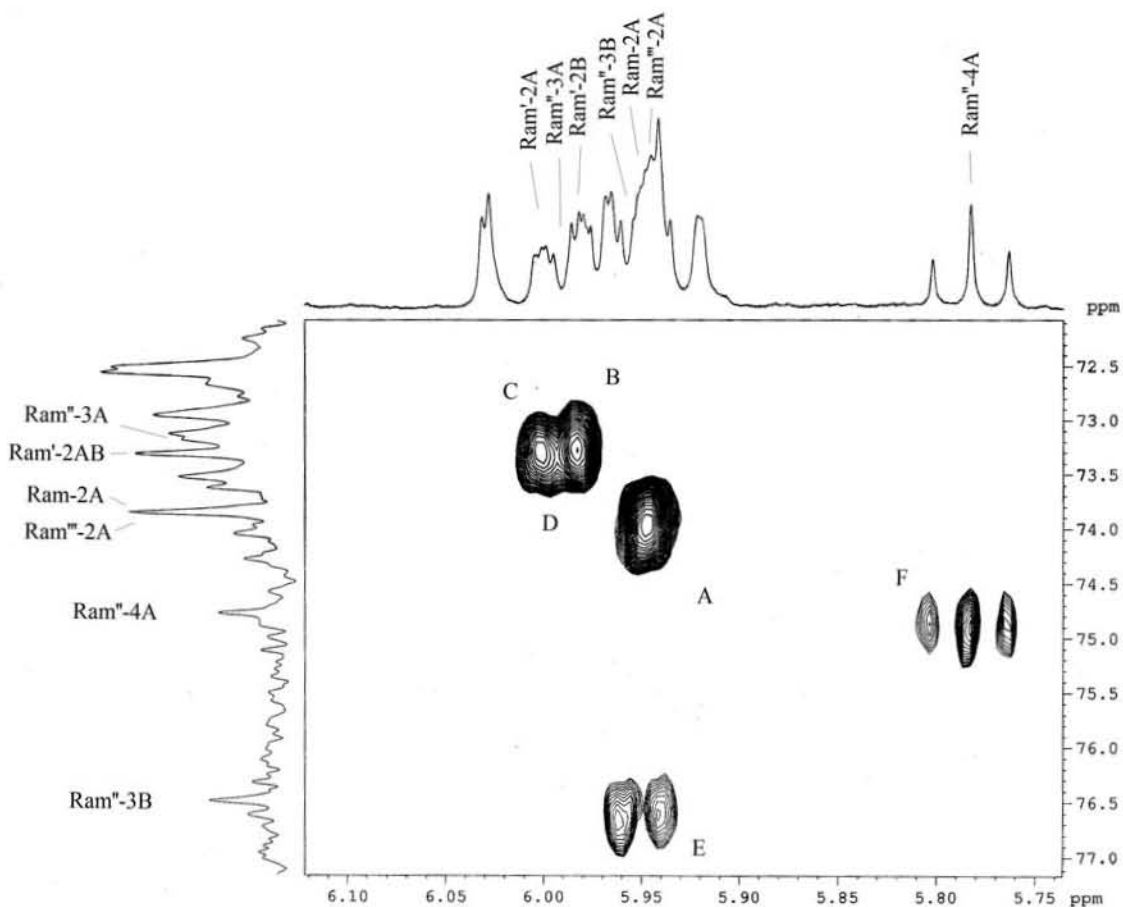 Ram'-2A
Ram''-3A
Ram'-2B
Ram''-3B
Ram-2A
Ram'''-2A
Ram''-4A
ppm
Ram''-3A
Ram'-2AB
Ram-2A
Ram'''-2A
Ram''-4A
Ram''-3B
C
B
D
A
F
E
72.5
73.0
73.5
74.0
74.5
75.0
75.5
76.0
76.5
77.0
6.10 6.05 6.00 5.95 5.90 5.85 5.80 5.75 ppm